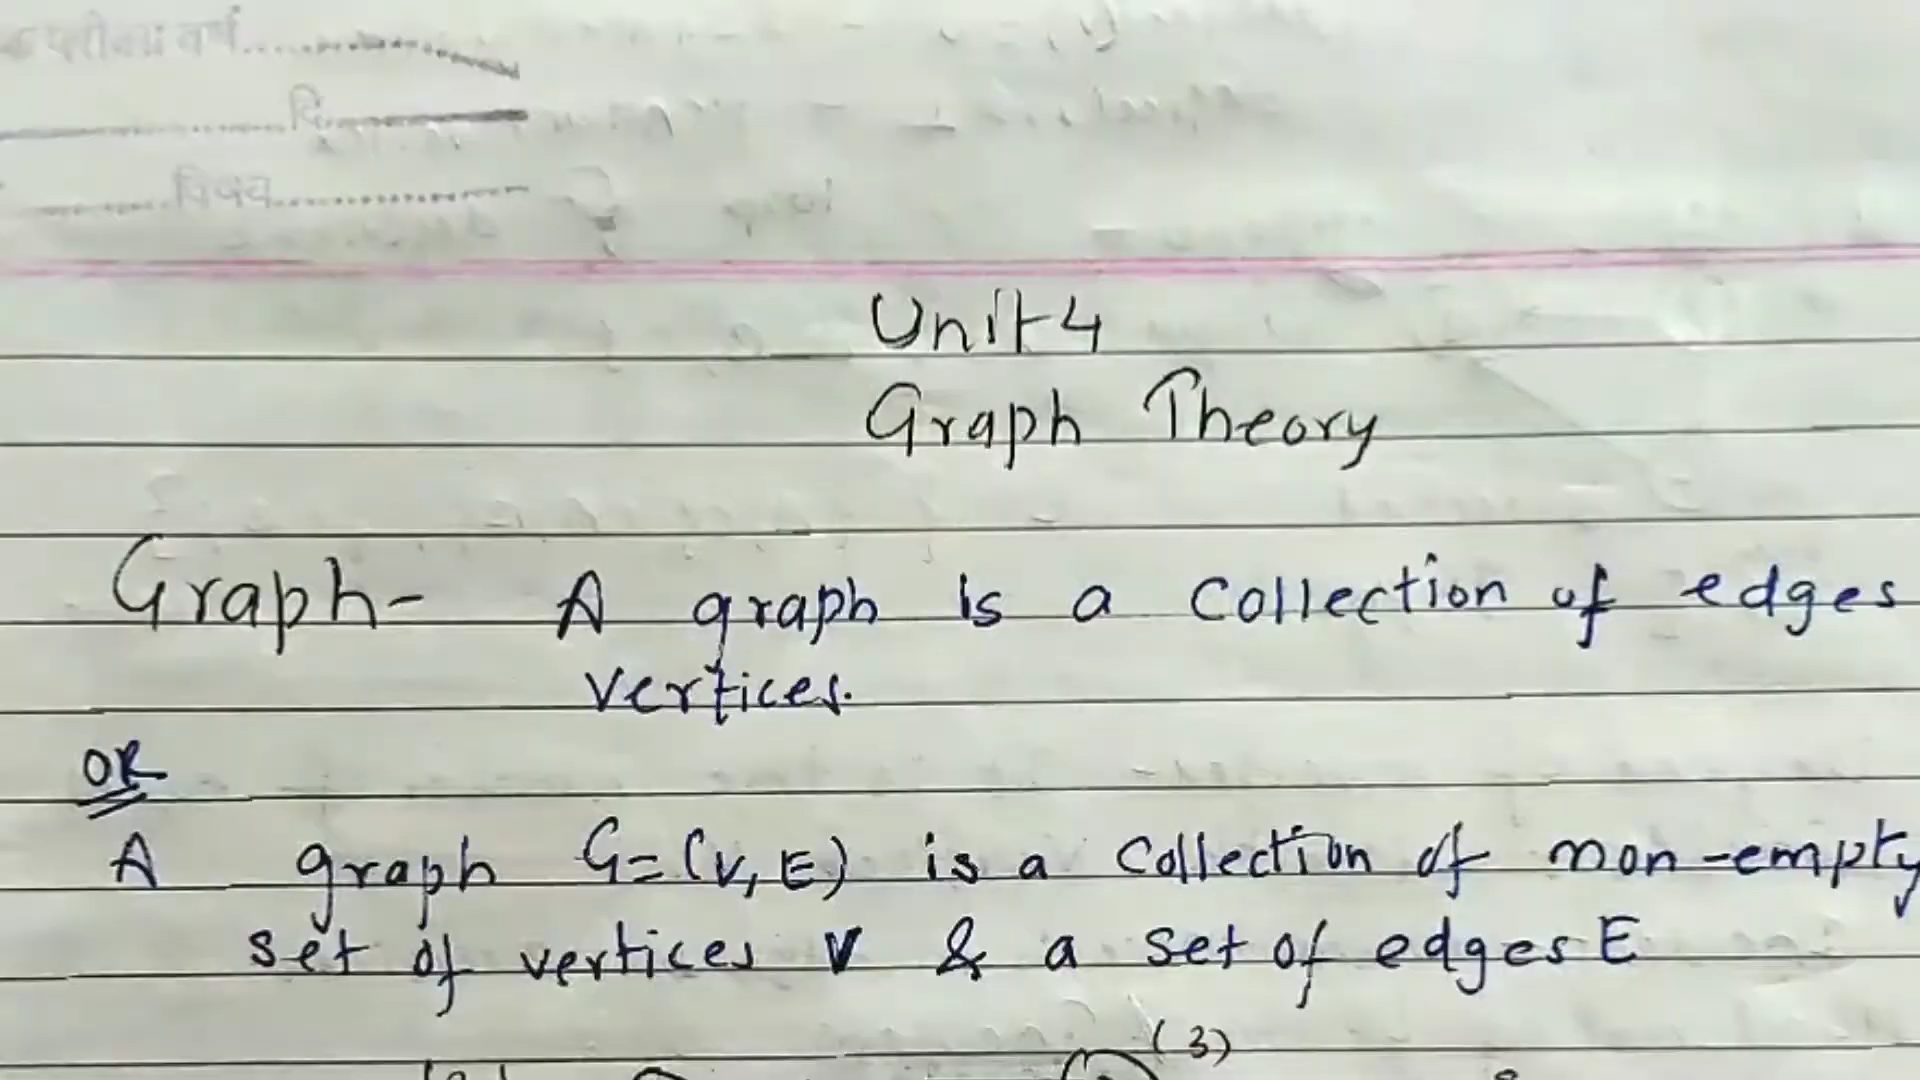 वर्ष
दि
विषय
Unit 4
Graph Theory
Graph- A graph is a collection of edges
vertices.
OR
A graph G=(V,E) is a collection of non-empty
set of vertices V & a set of edges E
(3)